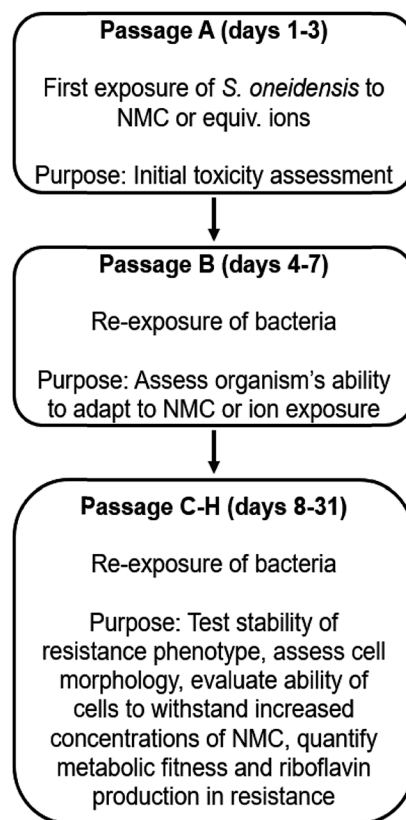 Passage A (days 1-3)
First exposure of S. oneidensis to
NMC or equiv. ions
Purpose: Initial toxicity assessment
Passage B (days 4-7)
Re-exposure of bacteria
Purpose: Assess organism's ability
to adapt to NMC or ion exposure
Passage C-H (days 8-31)
Re-exposure of bacteria
Purpose: Test stability of
resistance phenotype, assess cell
morphology, evaluate ability of
cells to withstand increased
concentrations of NMC, quantify
metabolic fitness and riboflavin
production in resistance